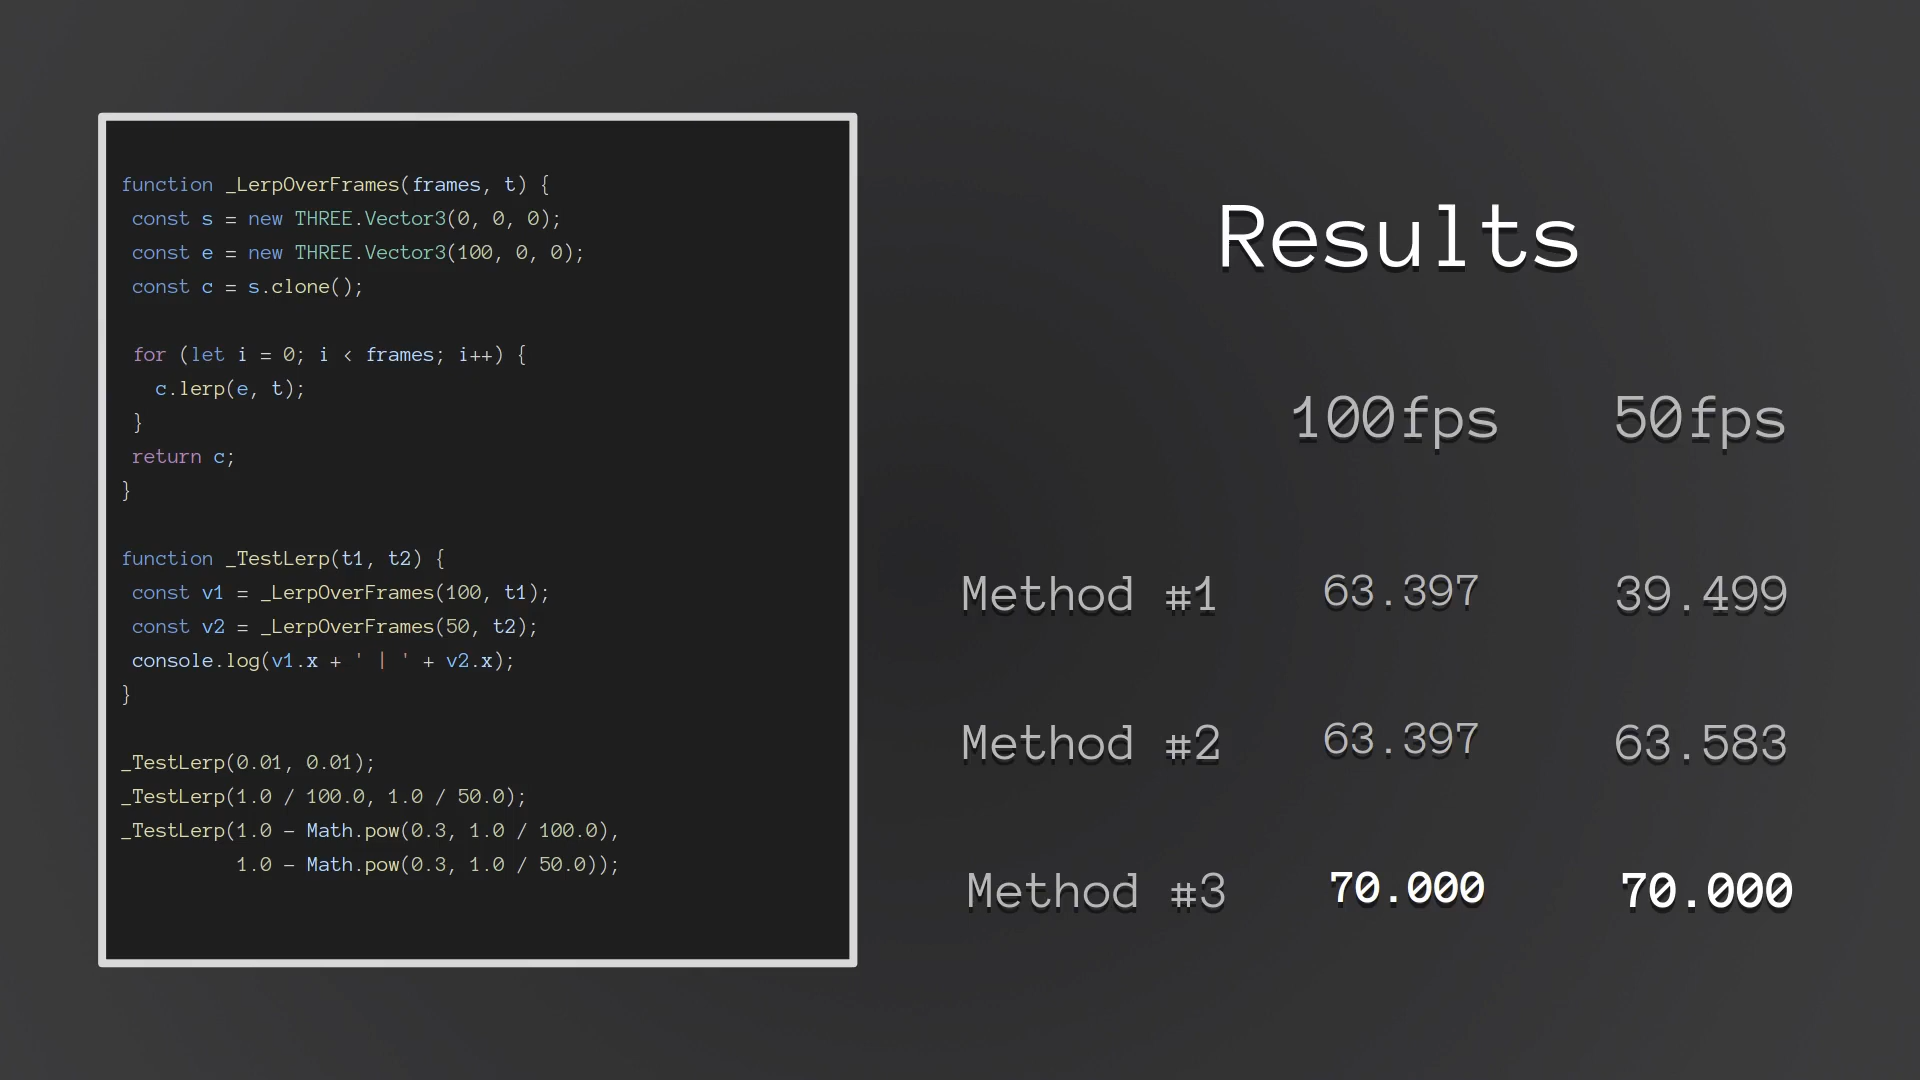 function _LerpOverFrames(frames, t) {
const s = new THREE.Vector3(0, 0, 0);
const e = new THREE.Vector3(100, 0, 0);
const c = s.clone();
for (let i = 0; i < frames; i++) {
c.lerp(e, t);
}
return c;
}
function _TestLerp(t1, t2) {
const v1 = _LerpOverFrames(100, t1);
const v2 = _LerpOverFrames(50, t2);
console.log(v1.x + ' | ' + v2.x);
}
_TestLerp(0.01, 0.01);
_TestLerp(1.0 / 100.0, 1.0 / 50.0);
_TestLerp(1.0 - Math.pow(0.3, 1.0 / 100.0),
1.0 - Math.pow(0.3, 1.0 / 50.0));
Results
100fps 50fps
Method #1 63.397 39.499
Method #2 63.397 63.583
Method #3 70.000 70.000